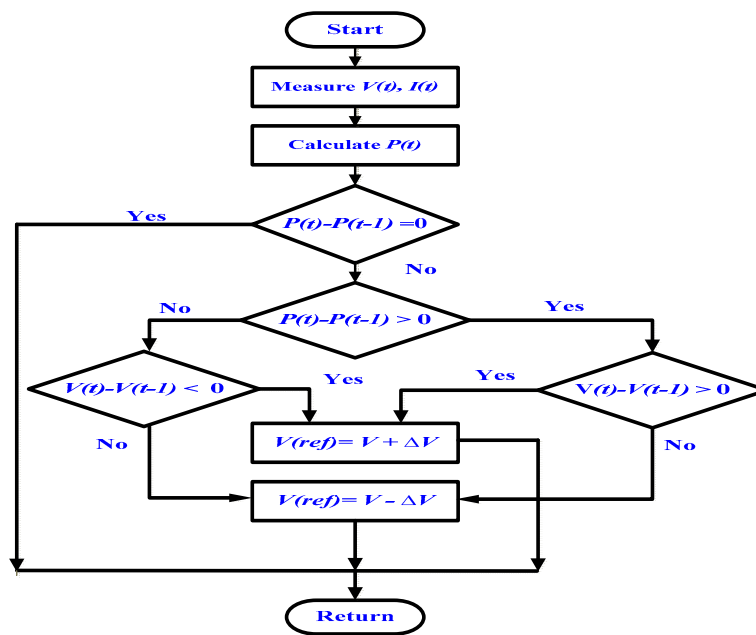 Start
Measure V(t), I(t)
Calculate P(t)
Yes
P(t)-P(t-1) =0
No
No
P(t)-P(t-1) > 0
Yes
V(t)-V(t-1) < 0
Yes
Yes
V(t)-V(t-1) > 0
No
V(ref)= V + ΔV
No
V(ref)= V - ΔV
Return